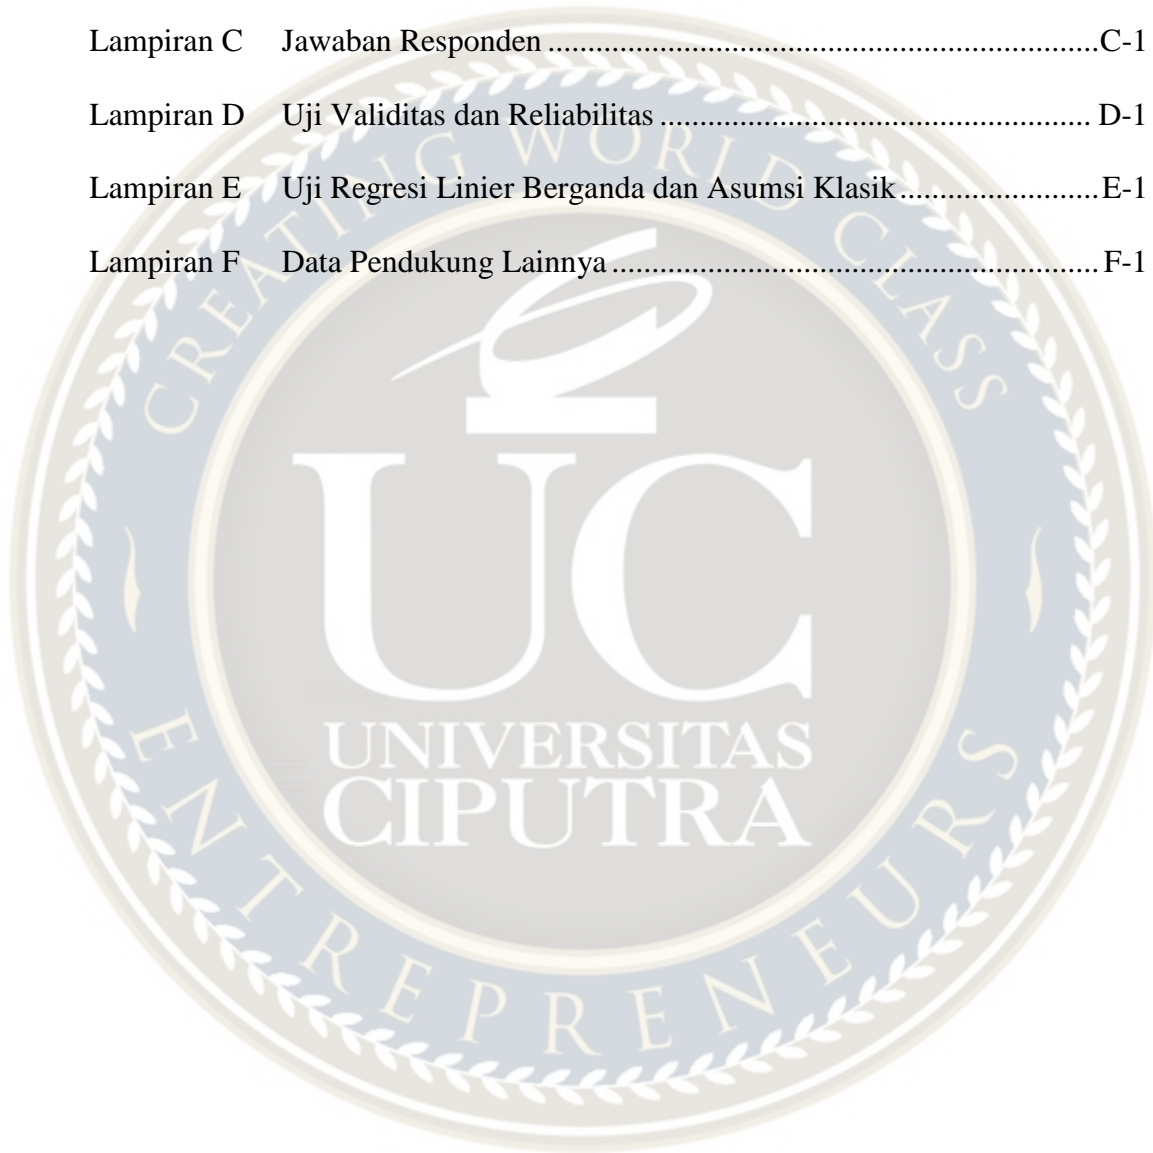 Lampiran C Jawaban Responden ....................................................................C-1
Lampiran D Uji Validitas dan Reliabilitas ..................................................... D-1
Lampiran E Uji Regresi Linier Berganda dan Asumsi Klasik........................E-1
Lampiran F Data Pendukung Lainnya ............................................................ F-1
CREATING WORLD CLASS
UC
UNIVERSITAS
CIPUTRA
ENTREPRENEURS